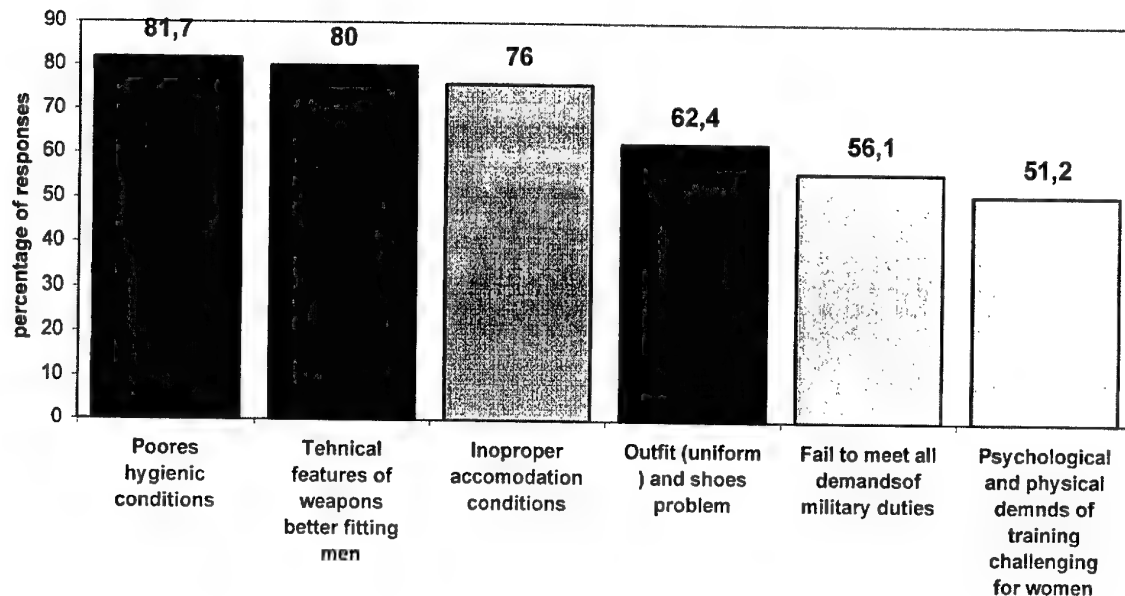 percentage of responses
90
80
70
60
50
40
30
20
10
0
81,7
80
76
62,4
56,1
51,2
Poores
hygienic
conditions
Tehnical
features of
weapons
better fitting
men
Inoproper
accomodation
conditions
Outfit (uniform
) and shoes
problem
Fail to meet all
demandsof
military duties
Psychological
and physical
demnds of
training
challenging
for women